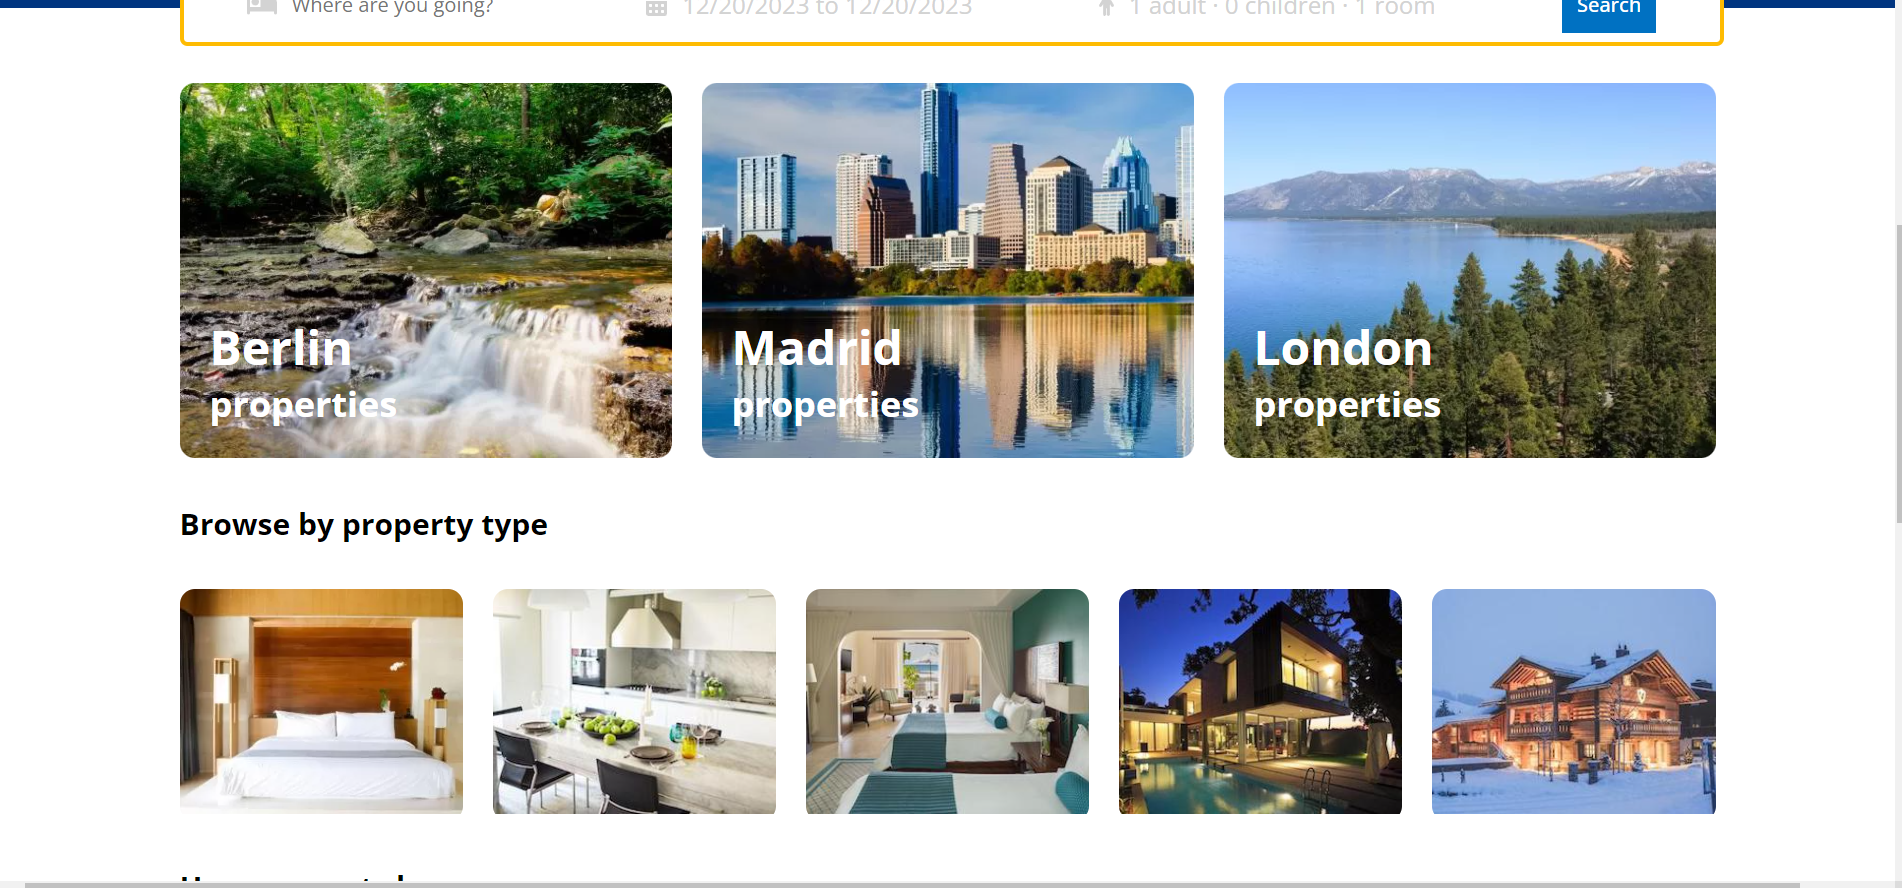 Where are you going?
12/20/2023 to 12/20/2023
1 adult · 0 children · 1 room
Search
Berlin
properties
Madrid
properties
London
properties
Browse by property type